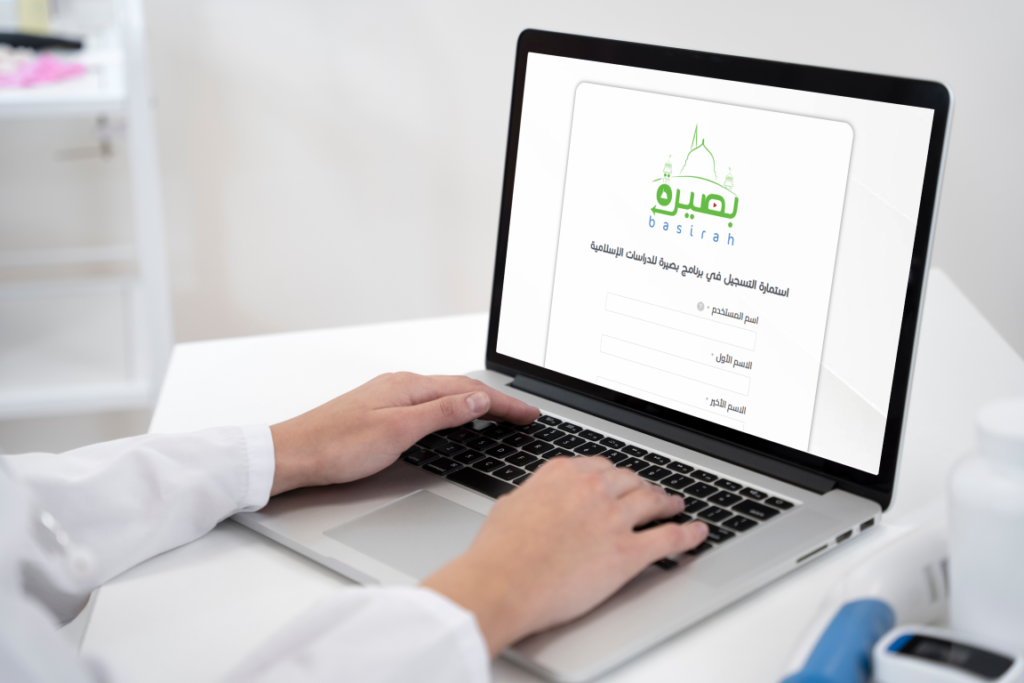 بصيرة
basirah
استمارة التسجيل في برنامج بصيرة للدراسات الإسلامية
اسم المستخدم *
الاسم الأول *
الاسم الأخير *